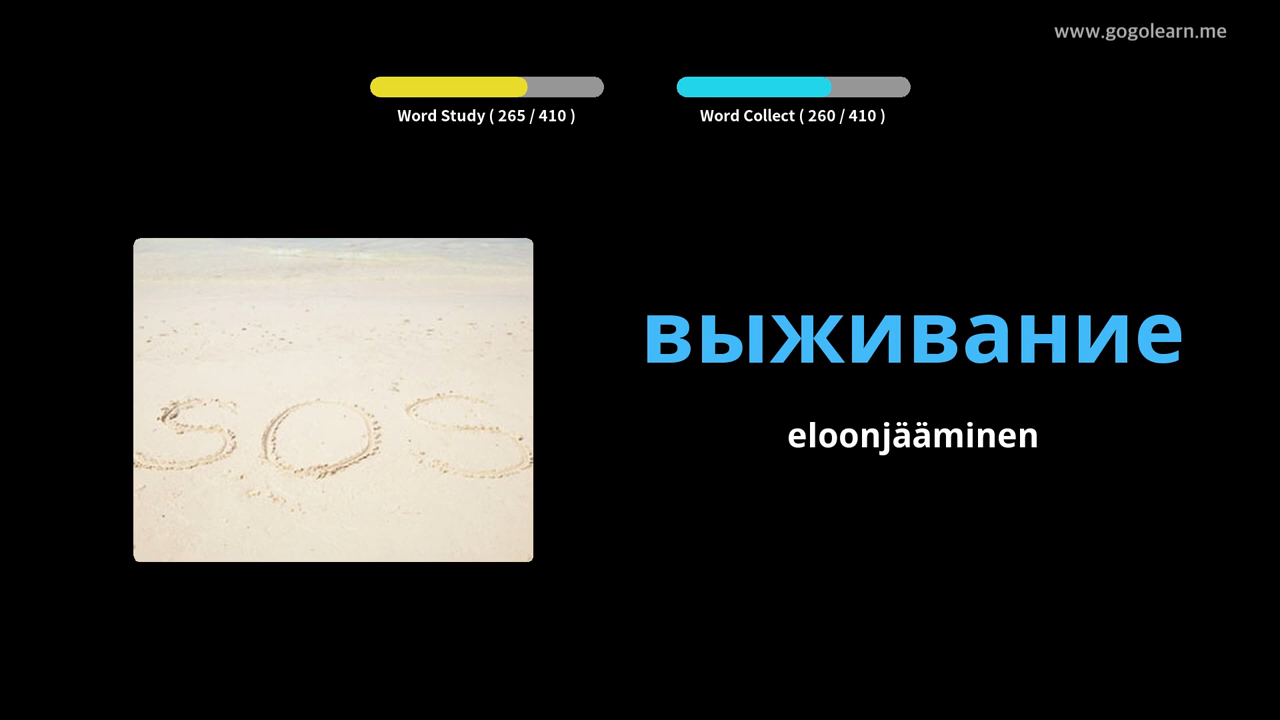 www.gogolearn.me
Word Study ( 265 / 410 )
Word Collect ( 260 / 410 )
SOS
выживание
eloonjääminen